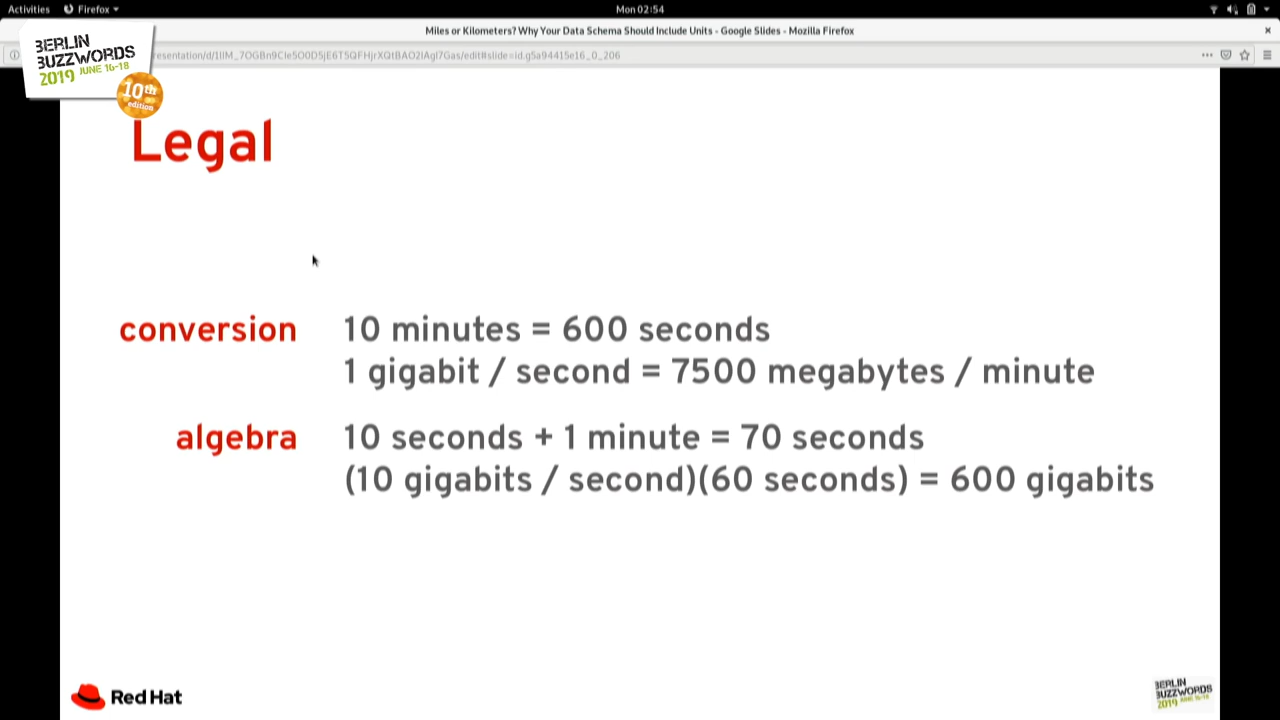 Activities Firefox Mon 02:54
Miles or Kilometers? Why Your Data Schema Should Include Units - Google Slides - Mozilla Firefox
BERLIN
BUZZWORDS
2019 JUNE 16-18
10th
edition
Legal
conversion 10 minutes = 600 seconds
1 gigabit / second = 7500 megabytes / minute
algebra 10 seconds + 1 minute = 70 seconds
(10 gigabits / second)(60 seconds) = 600 gigabits
Red Hat
BERLIN
BUZZWORDS
2019 JUNE 16-18